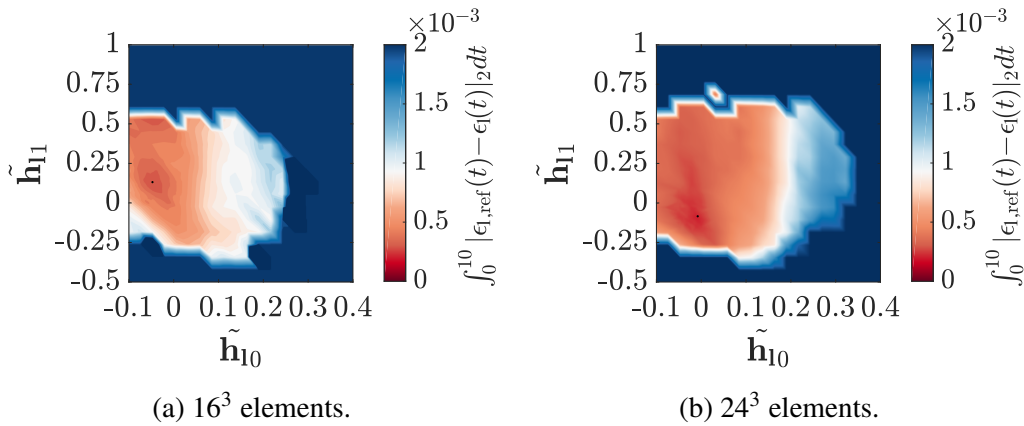 ×10⁻³
1
0.75
0.5
0.25
0
-0.25
-0.5
-0.1 0 0.1 0.2 0.3 0.4
h̃l1
h̃l0
2
1.5
1
0.5
0
∫₀¹⁰ |ϵl,ref(t) − ϵl(t)|₂dt
(a) 16³ elements.
×10⁻³
1
0.75
0.5
0.25
0
-0.25
-0.5
-0.1 0 0.1 0.2 0.3 0.4
h̃l1
h̃l0
2
1.5
1
0.5
0
∫₀¹⁰ |ϵl,ref(t) − ϵl(t)|₂dt
(b) 24³ elements.